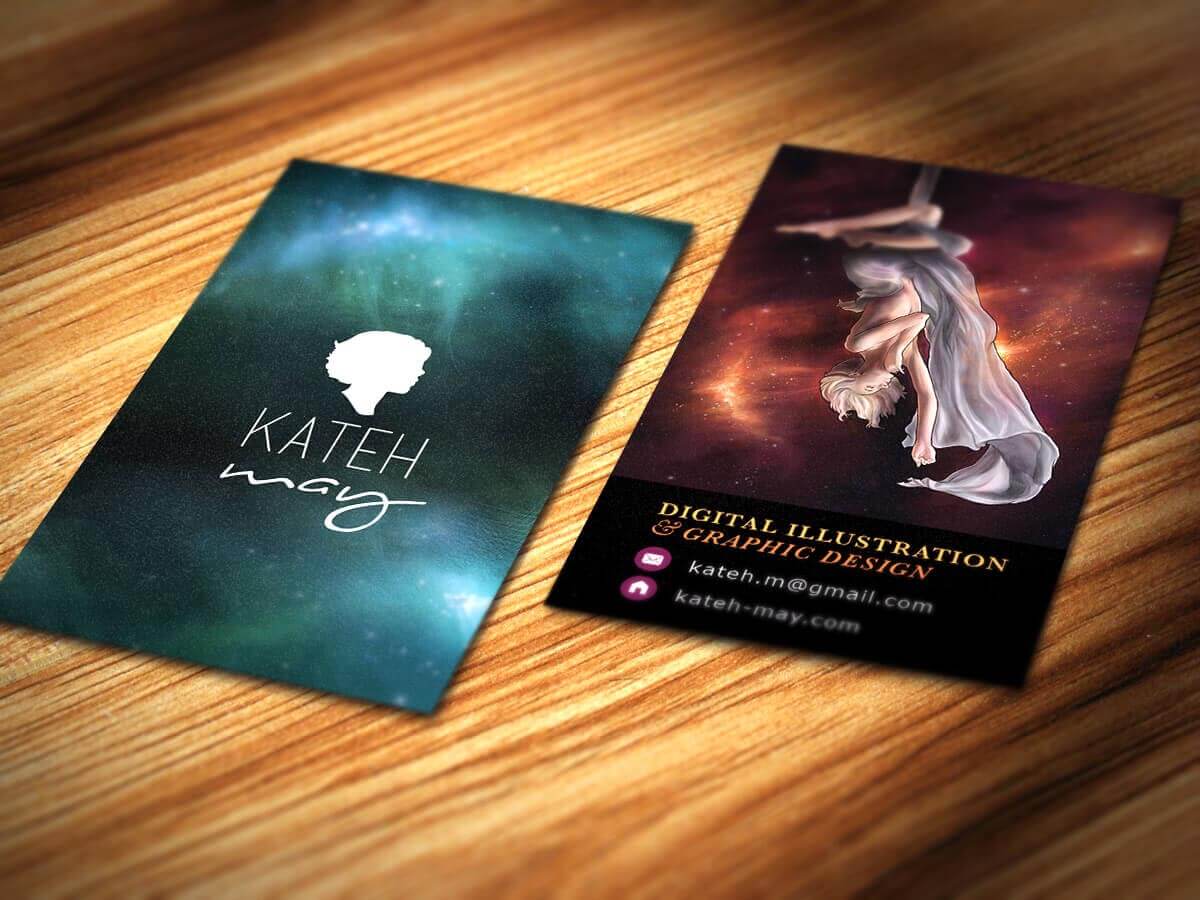 KATEH
may
DIGITAL ILLUSTRATION
& GRAPHIC DESIGN
kateh.m@gmail.com
kateh-may.com